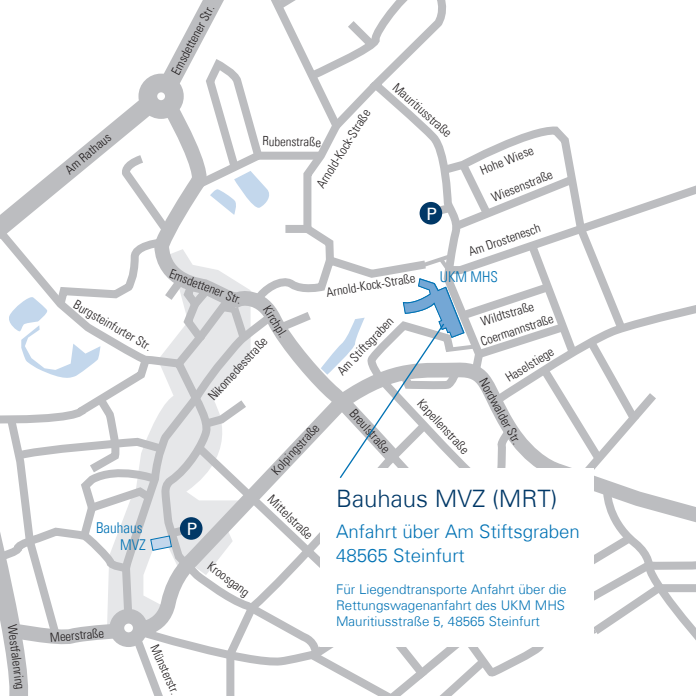 Emsdettener Str.
Am Rathaus
Mauritiusstraße
Rubenstraße
Arnold-Kock-Straße
Hohe Wiese
Wiesenstraße
P
Am Drostenesch
Emsdettener Str.
Arnold-Kock-Straße
UKM MHS
Burgsteinfurter Str.
Kirchpl.
Wildtstraße
Coermannstraße
Am Stiftsgraben
Nikomedesstraße
Haselstiege
Nordwalder Str.
Kapellenstraße
Breulstraße
Kolpingstraße
Bauhaus MVZ (MRT)
Anfahrt über Am Stiftsgraben
48565 Steinfurt
Für Liegendtransporte Anfahrt über die
Rettungswagenanfahrt des UKM MHS
Mauritiusstraße 5, 48565 Steinfurt
Mittelstraße
Bauhaus
MVZ
P
Kroosgang
Meerstraße
Westfalenring
Münsterstr.